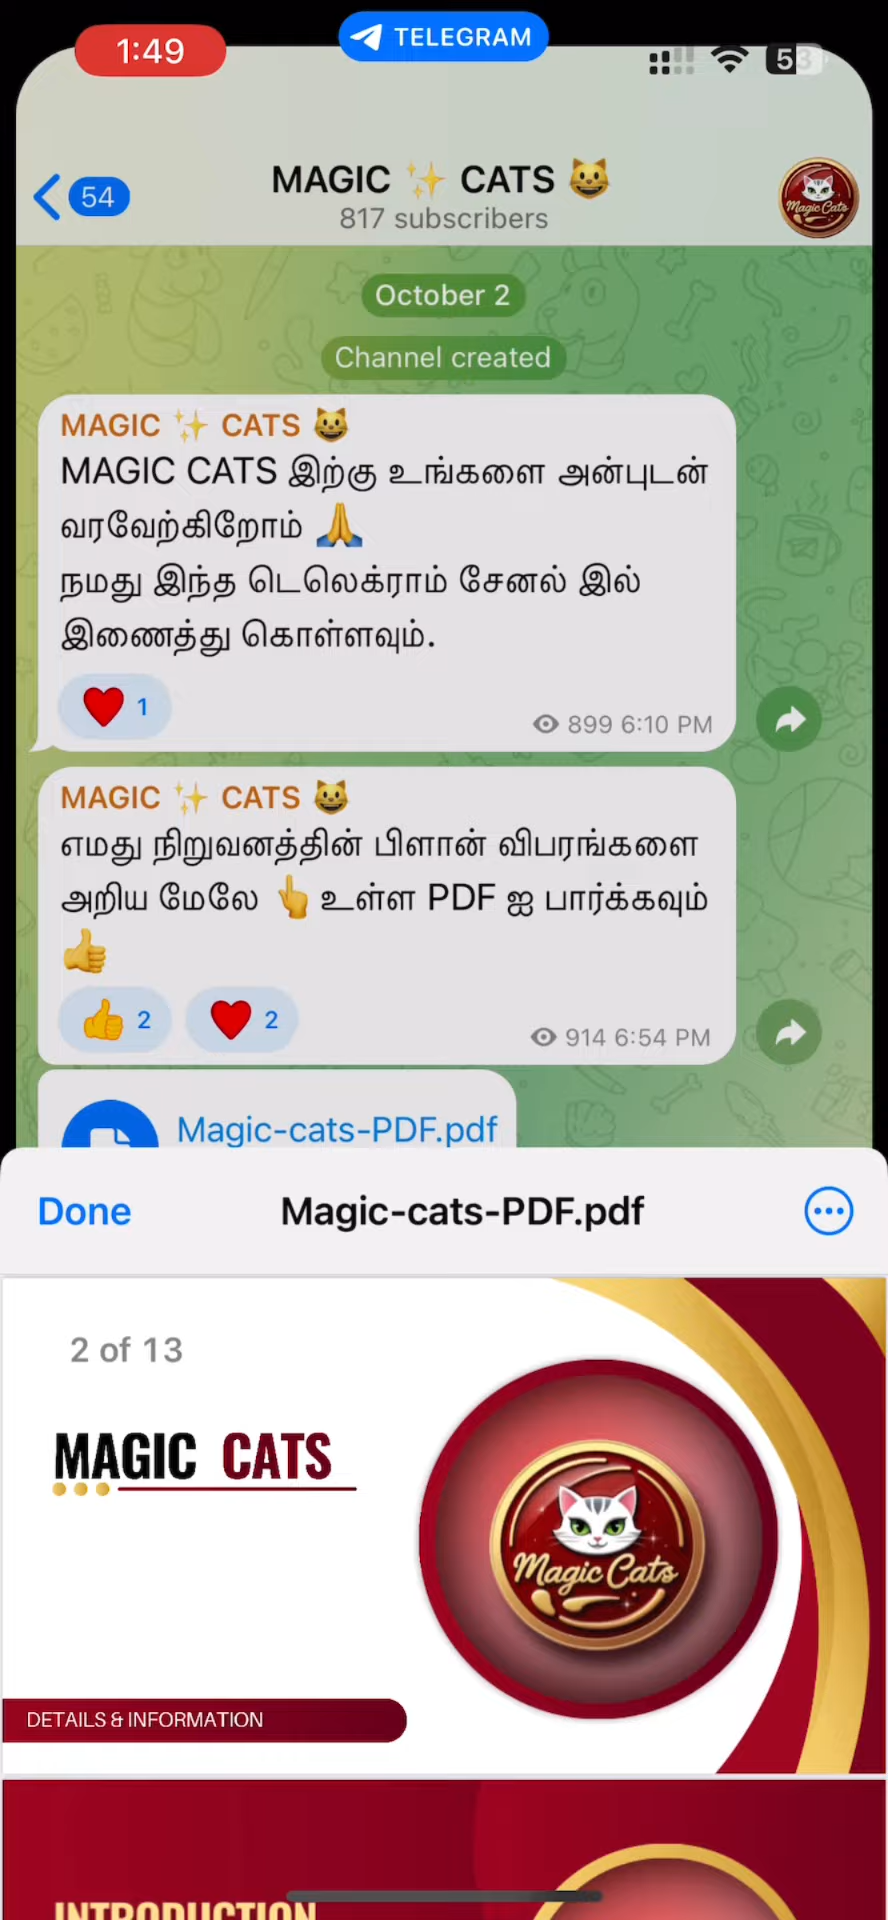 1:49
TELEGRAM
53
54
MAGIC ✨ CATS 😺
817 subscribers
Magic Cats
October 2
Channel created
MAGIC ✨ CATS 😺
MAGIC CATS இற்கு உங்களை அன்புடன்
வரவேற்கிறோம் 🙏
நமது இந்த டெலெக்ராம் சேனல் இல்
இணைத்து கொள்ளவும்.
❤️ 1
899 6:10 PM
MAGIC ✨ CATS 😺
எமது நிறுவனத்தின் பிளான் விபரங்களை
அறிய மேலே 👆 உள்ள PDF ஐ பார்க்கவும்
👍
👍 2 ❤️ 2
914 6:54 PM
Magic-cats-PDF.pdf
Done
Magic-cats-PDF.pdf
2 of 13
MAGIC CATS
Magic Cats
DETAILS & INFORMATION
INTRODUCTION